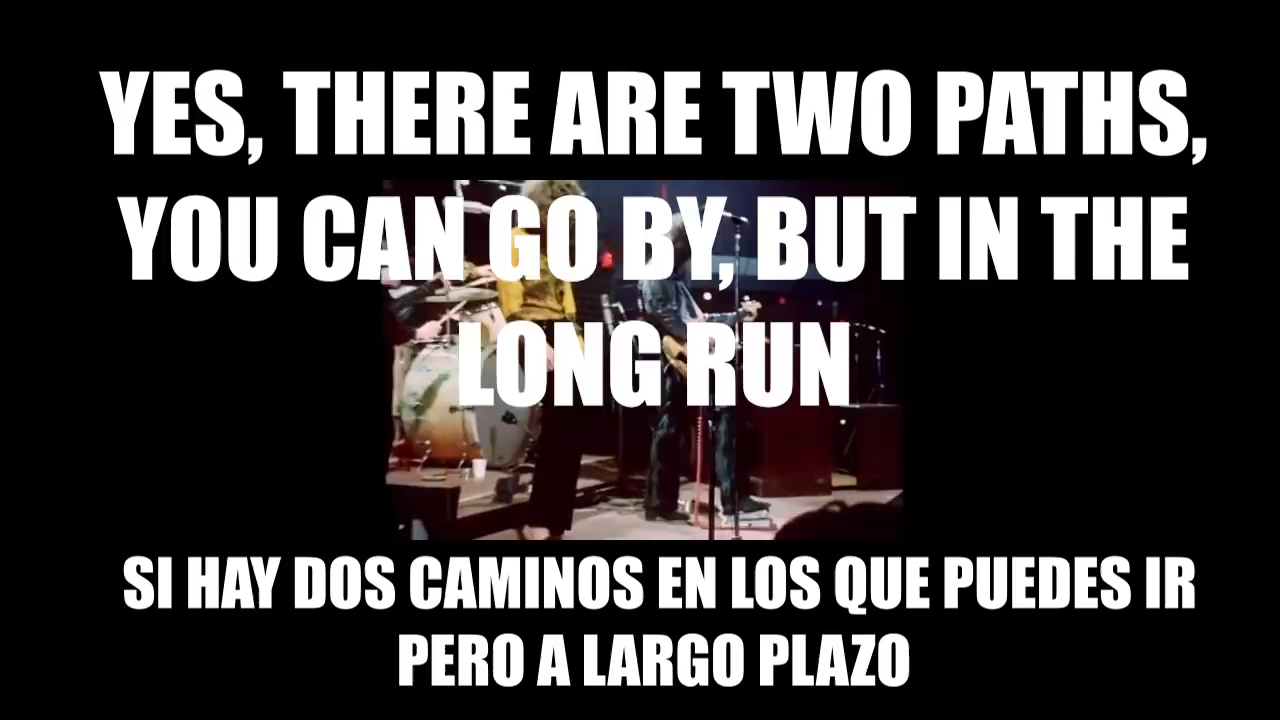 YES, THERE ARE TWO PATHS,
YOU CAN GO BY, BUT IN THE
LONG RUN
SI HAY DOS CAMINOS EN LOS QUE PUEDES IR
PERO A LARGO PLAZO